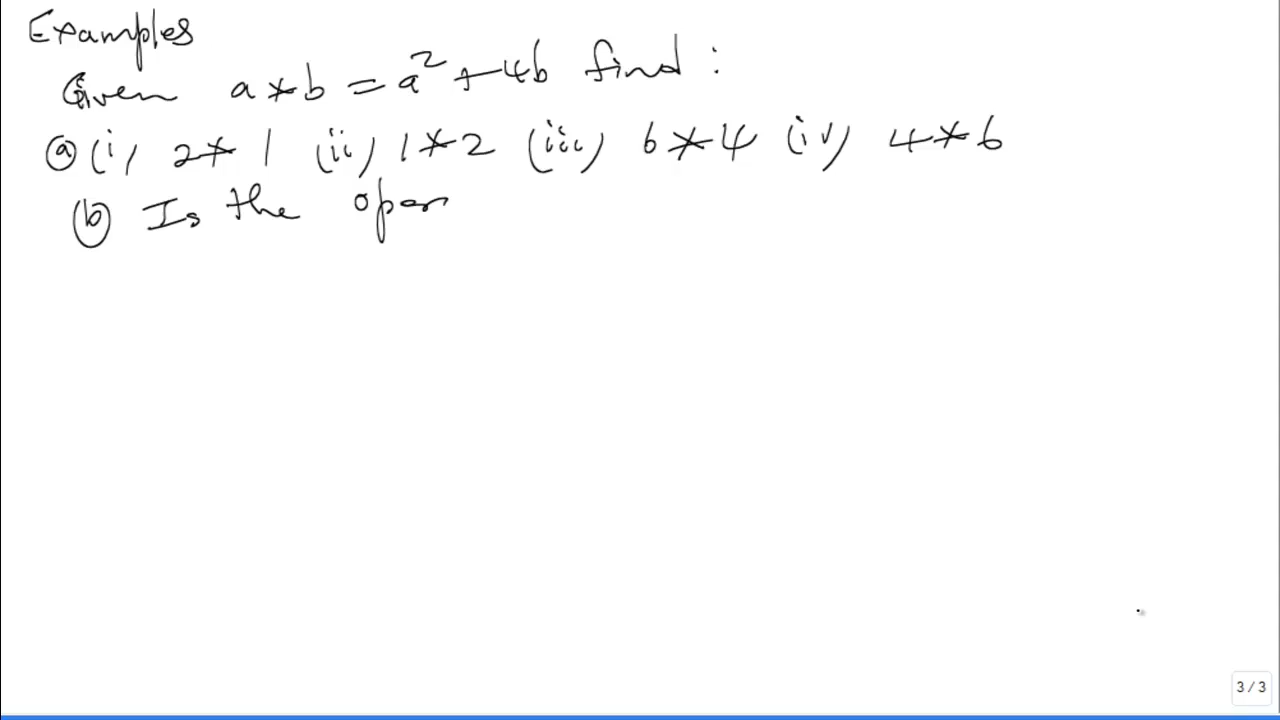 Examples
Given a * b = a² + 4b find :
(a) (i) 2 * 1 (ii) 1 * 2 (iii) 6 * 4 (iv) 4 * 6
(b) Is the oper
3 / 3